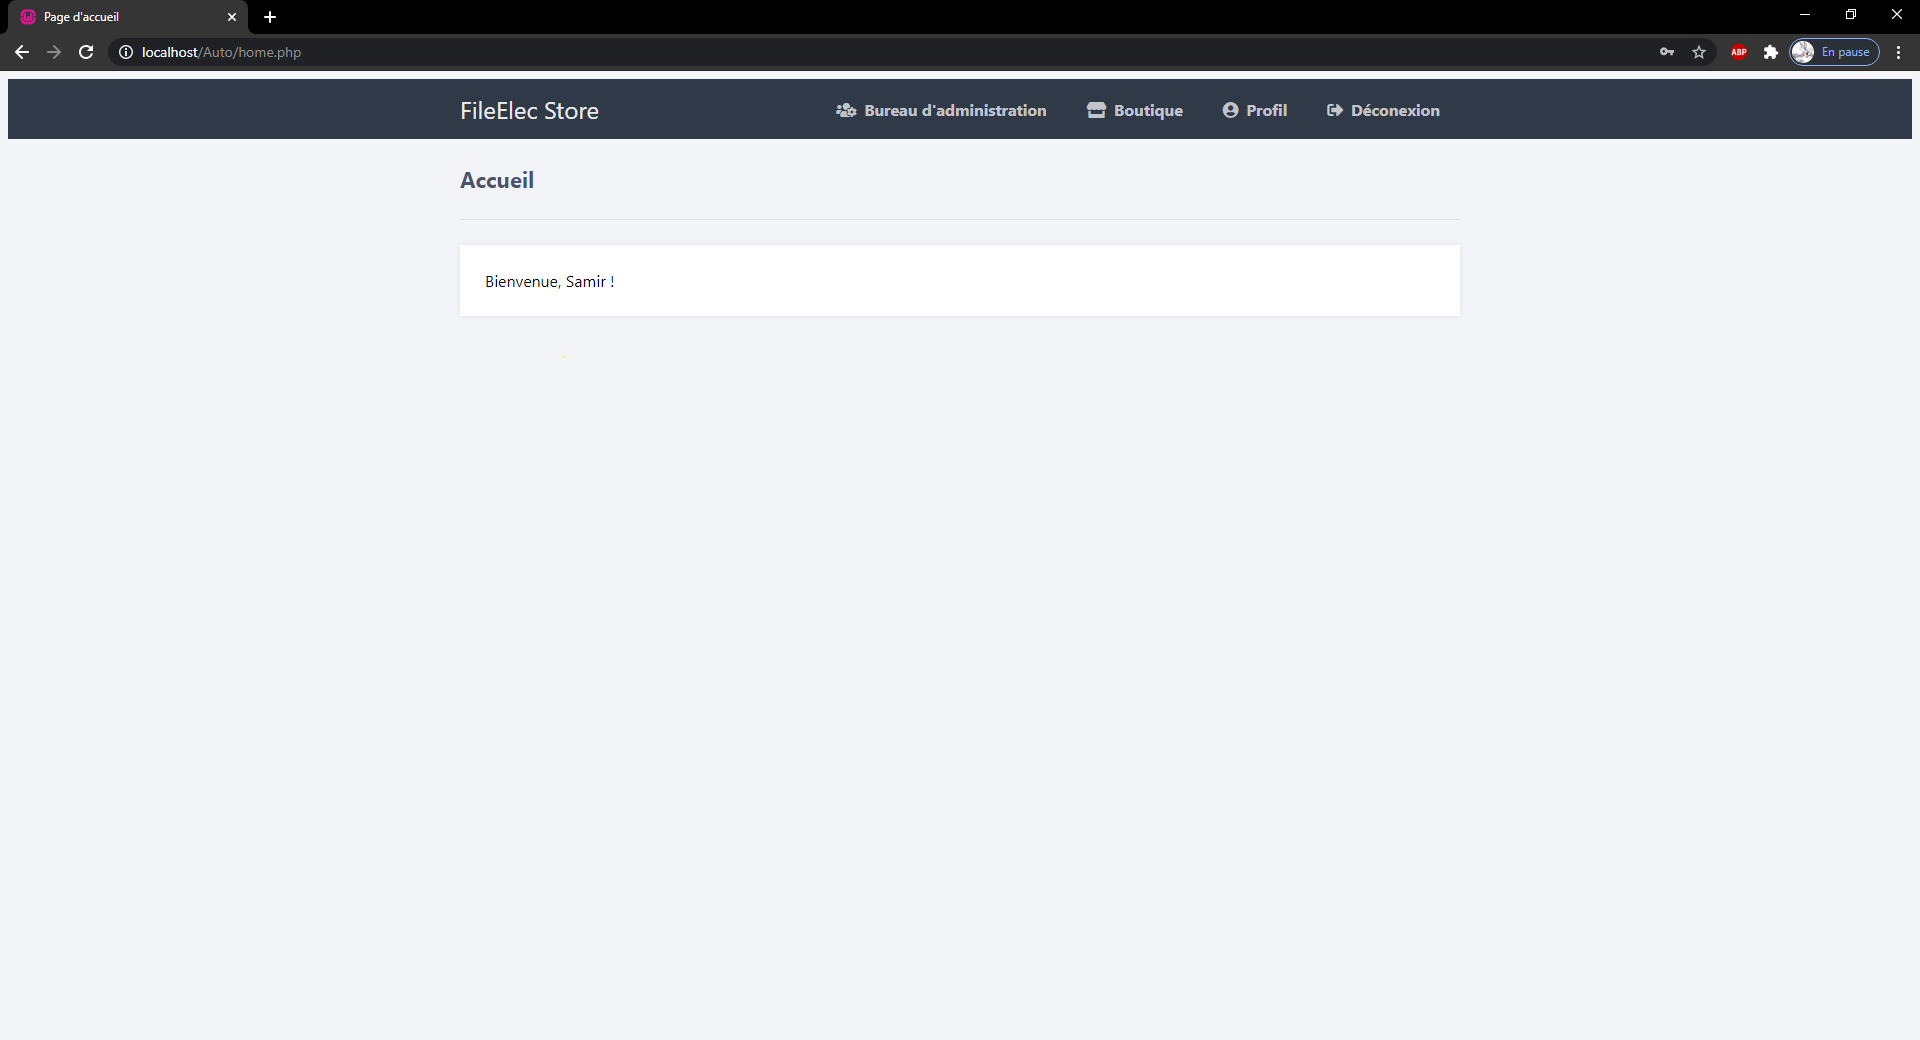 Page d'accueil
localhost/Auto/home.php
ABP
En pause
FileElec Store
Bureau d'administration
Boutique
Profil
Déconexion
Accueil
Bienvenue, Samir !